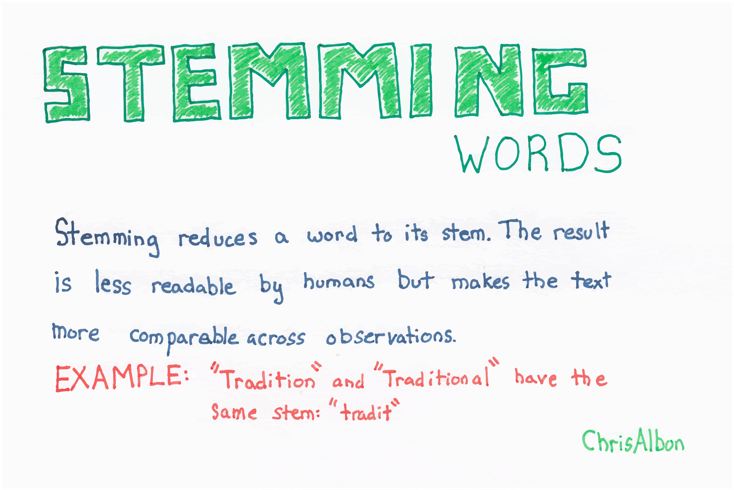 STEMMING
WORDS
Stemming reduces a word to its stem. The result
is less readable by humans but makes the text
more comparable across observations.
EXAMPLE: "Tradition" and "Traditional" have the
same stem: "tradit"
ChrisAlbon